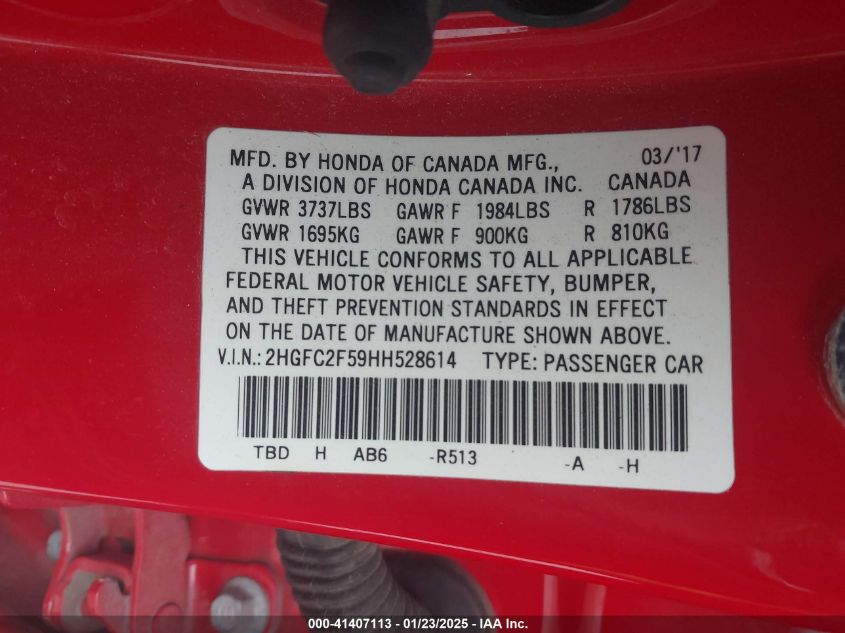 MFD. BY HONDA OF CANADA MFG., 03/'17
A DIVISION OF HONDA CANADA INC. CANADA
GVWR 3737LBS GAWR F 1984LBS R 1786LBS
GVWR 1695KG GAWR F 900KG R 810KG
THIS VEHICLE CONFORMS TO ALL APPLICABLE
FEDERAL MOTOR VEHICLE SAFETY, BUMPER,
AND THEFT PREVENTION STANDARDS IN EFFECT
ON THE DATE OF MANUFACTURE SHOWN ABOVE.
V.I.N.: 2HGFC2F59HH528614 TYPE: PASSENGER CAR
TBD H AB6 -R513 -A -H
000-41407113 - 01/23/2025 - Copyright © 2025 IAA, Inc.